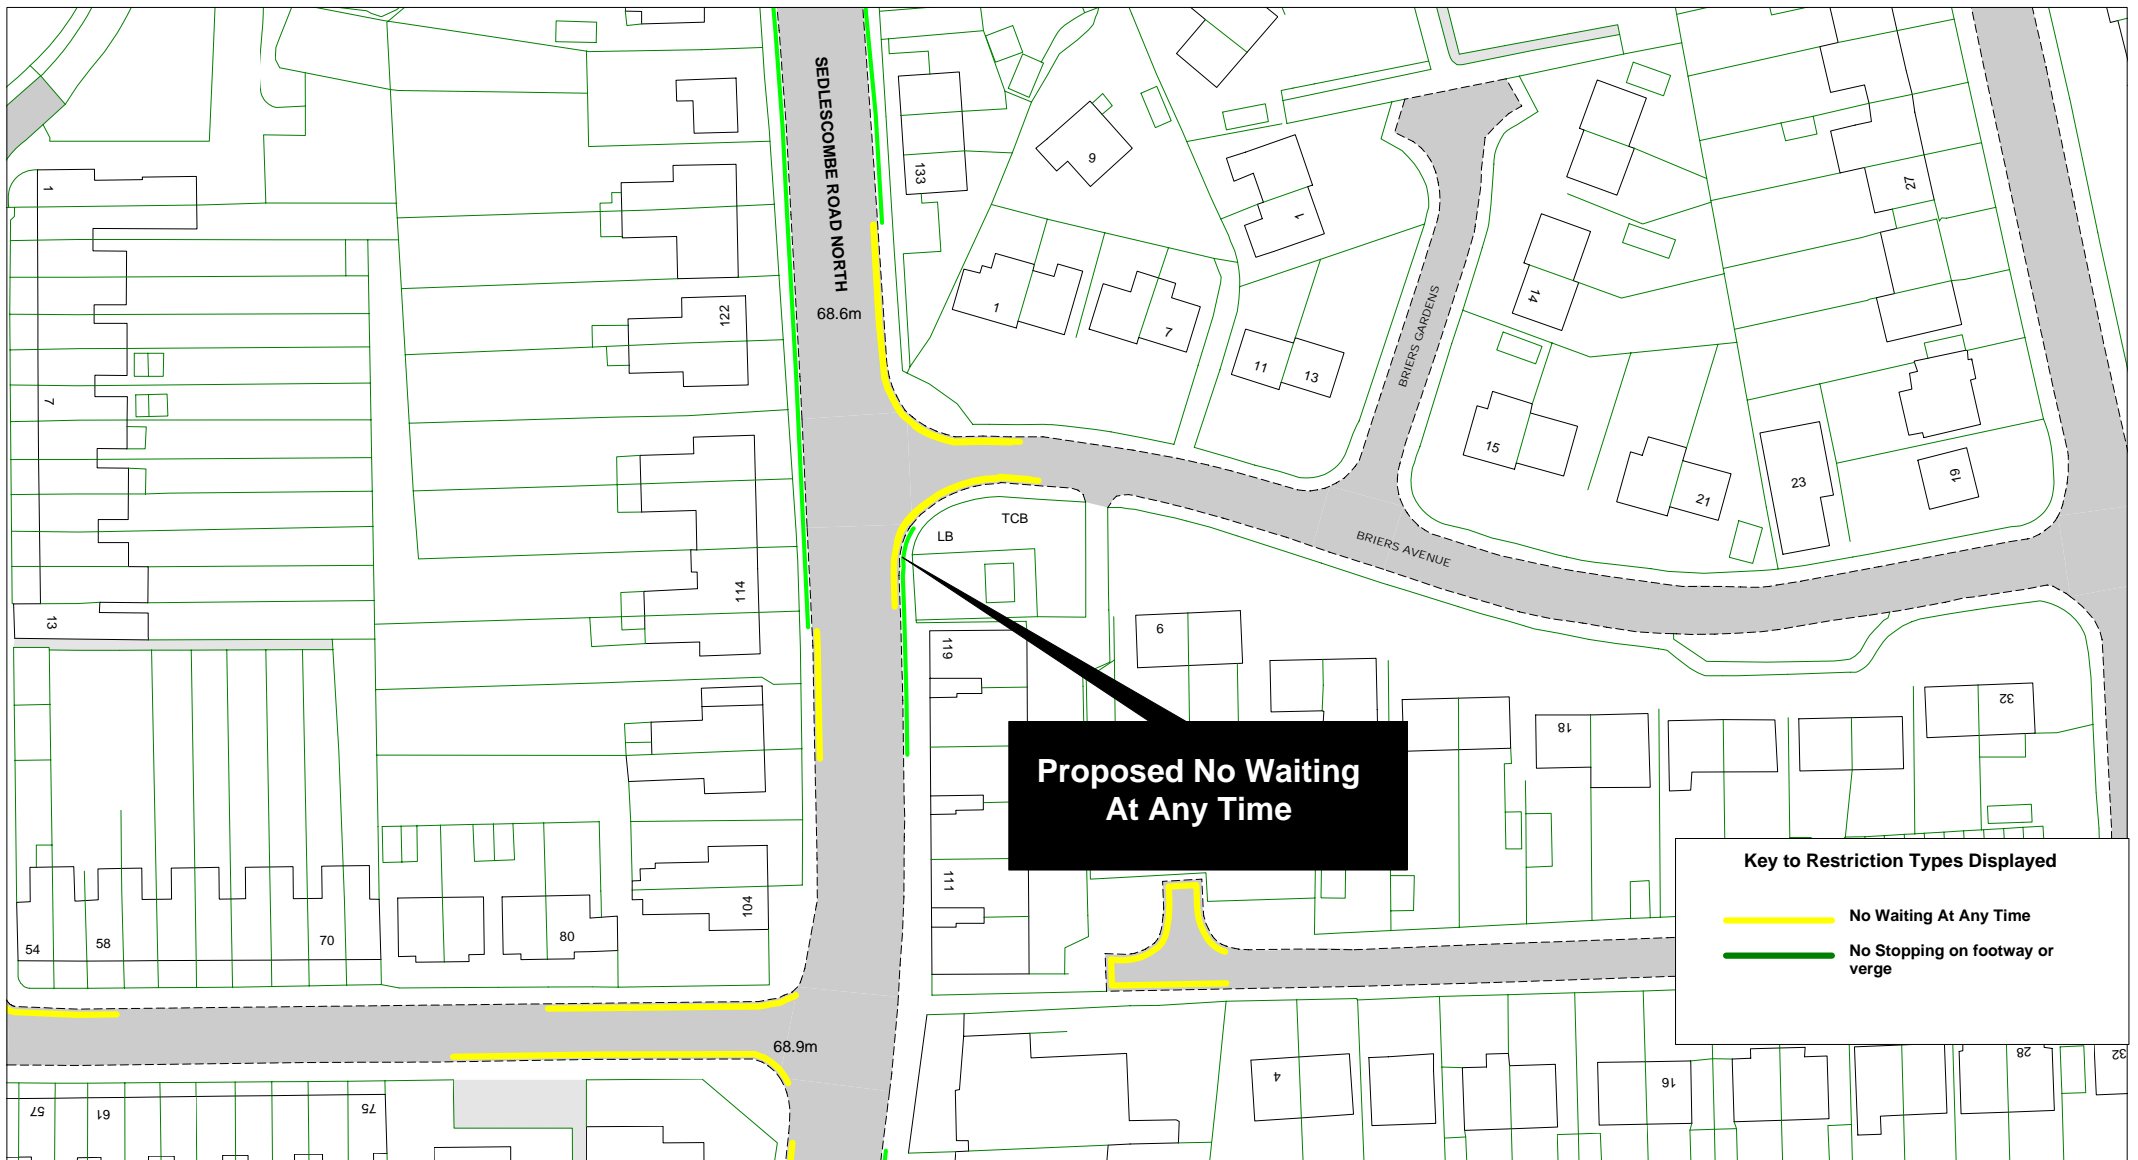 SEDLESCOMBE ROAD NORTH
68.6m
133
9
1
27
1
122
1
7
14
BRIERS GARDENS
11
13
7
15
21
23
19
TCB
LB
BRIERS AVENUE
114
13
119
6
32
18
Proposed No Waiting
At Any Time
Key to Restriction Types Displayed
No Waiting At Any Time
No Stopping on footway or
verge
111
104
54
58
70
80
68.9m
57
61
75
4
16
28
32